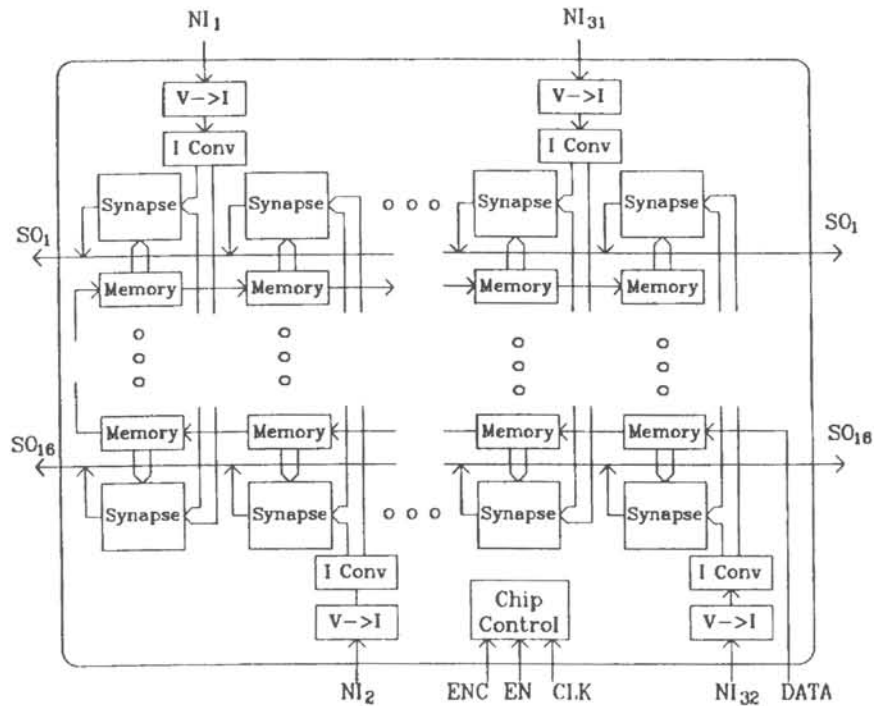 NI1 NI31
V->I V->I
I Conv I Conv
Synapse Synapse Synapse Synapse
SO1 SO1
Memory Memory Memory Memory
Memory Memory Memory Memory
SO16 SO16
Synapse Synapse Synapse Synapse
I Conv Chip Control I Conv
V->I V->I
NI2 ENC EN CLK NI32 DATA